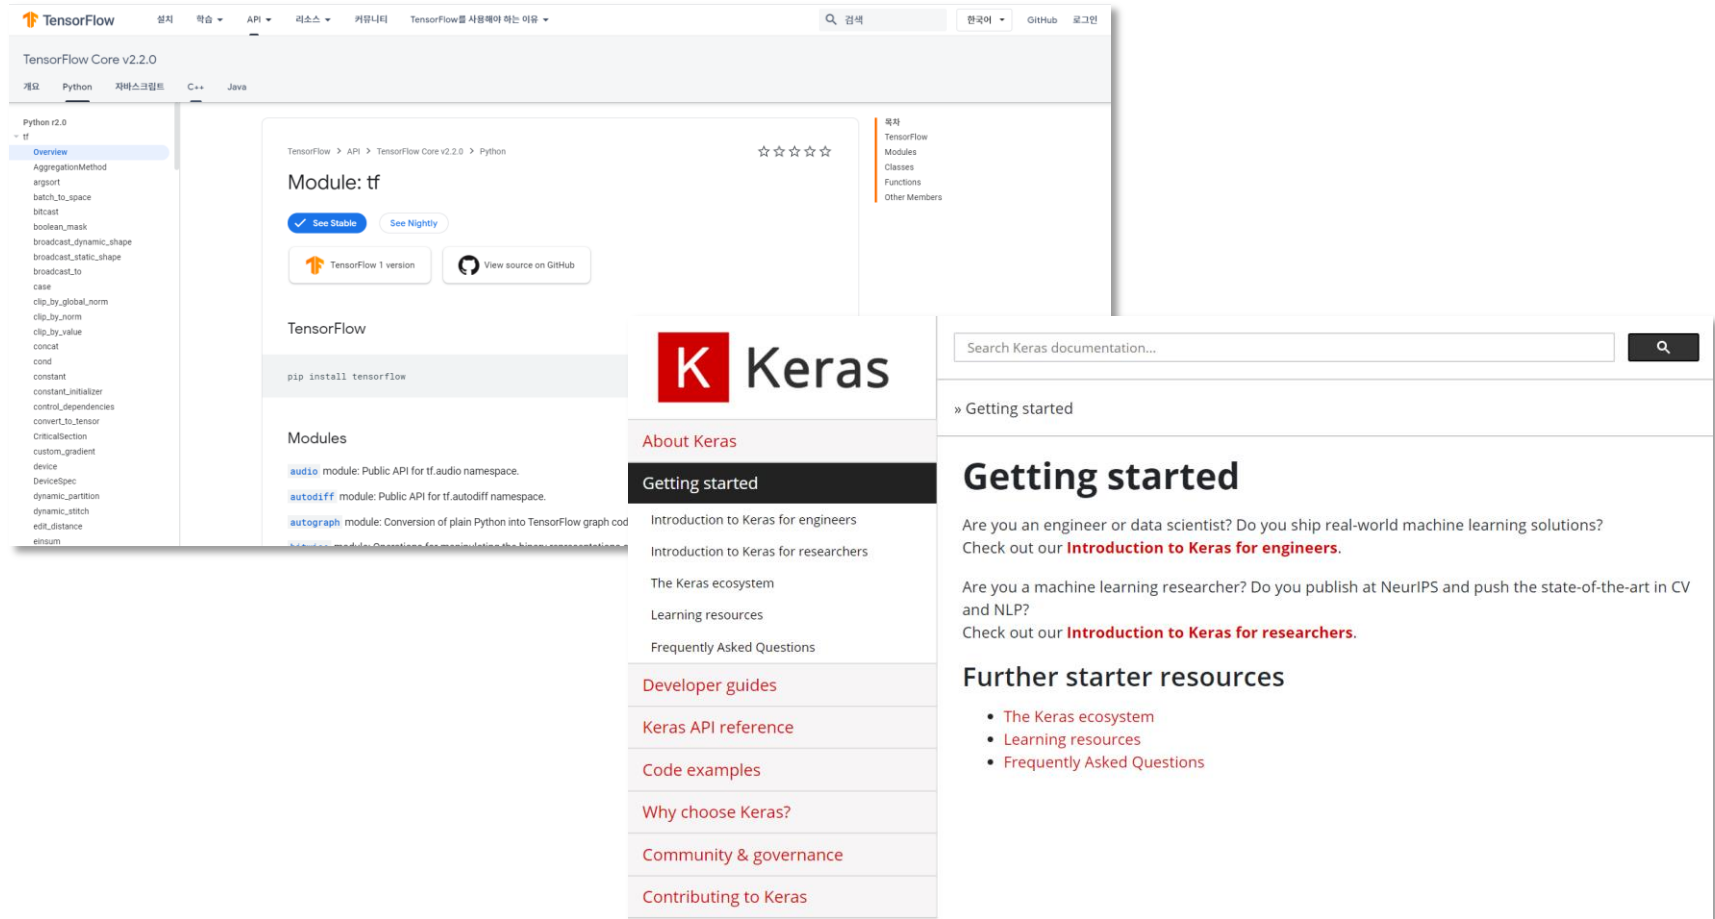 TensorFlow 설치 학습 API 리소스 커뮤니티 TensorFlow를 사용해야 하는 이유 검색 한국어 GitHub 로그인
TensorFlow Core v2.2.0
개요 Python 자바스크립트 C++ Java
Python r2.0
tf
Overview
AggregationMethod
argsort
batch_to_space
bitcast
boolean_mask
broadcast_dynamic_shape
broadcast_static_shape
broadcast_to
case
clip_by_global_norm
clip_by_norm
clip_by_value
concat
cond
constant
constant_initializer
control_dependencies
convert_to_tensor
CriticalSection
custom_gradient
device
DeviceSpec
dynamic_partition
dynamic_stitch
edit_distance
einsum
TensorFlow > API > TensorFlow Core v2.2.0 > Python
Module: tf
See Stable See Nightly
TensorFlow 1 version View source on GitHub
TensorFlow
pip install tensorflow
Modules
audio module: Public API for tf.audio namespace.
autodiff module: Public API for tf.autodiff namespace.
autograph module: Conversion of plain Python into TensorFlow graph cod
목차
TensorFlow
Modules
Classes
Functions
Other Members
K Keras
About Keras
Getting started
Introduction to Keras for engineers
Introduction to Keras for researchers
The Keras ecosystem
Learning resources
Frequently Asked Questions
Developer guides
Keras API reference
Code examples
Why choose Keras?
Community & governance
Contributing to Keras
Search Keras documentation...
» Getting started
Getting started
Are you an engineer or data scientist? Do you ship real-world machine learning solutions?
Check out our Introduction to Keras for engineers.
Are you a machine learning researcher? Do you publish at NeurIPS and push the state-of-the-art in CV
and NLP?
Check out our Introduction to Keras for researchers.
Further starter resources
• The Keras ecosystem
• Learning resources
• Frequently Asked Questions